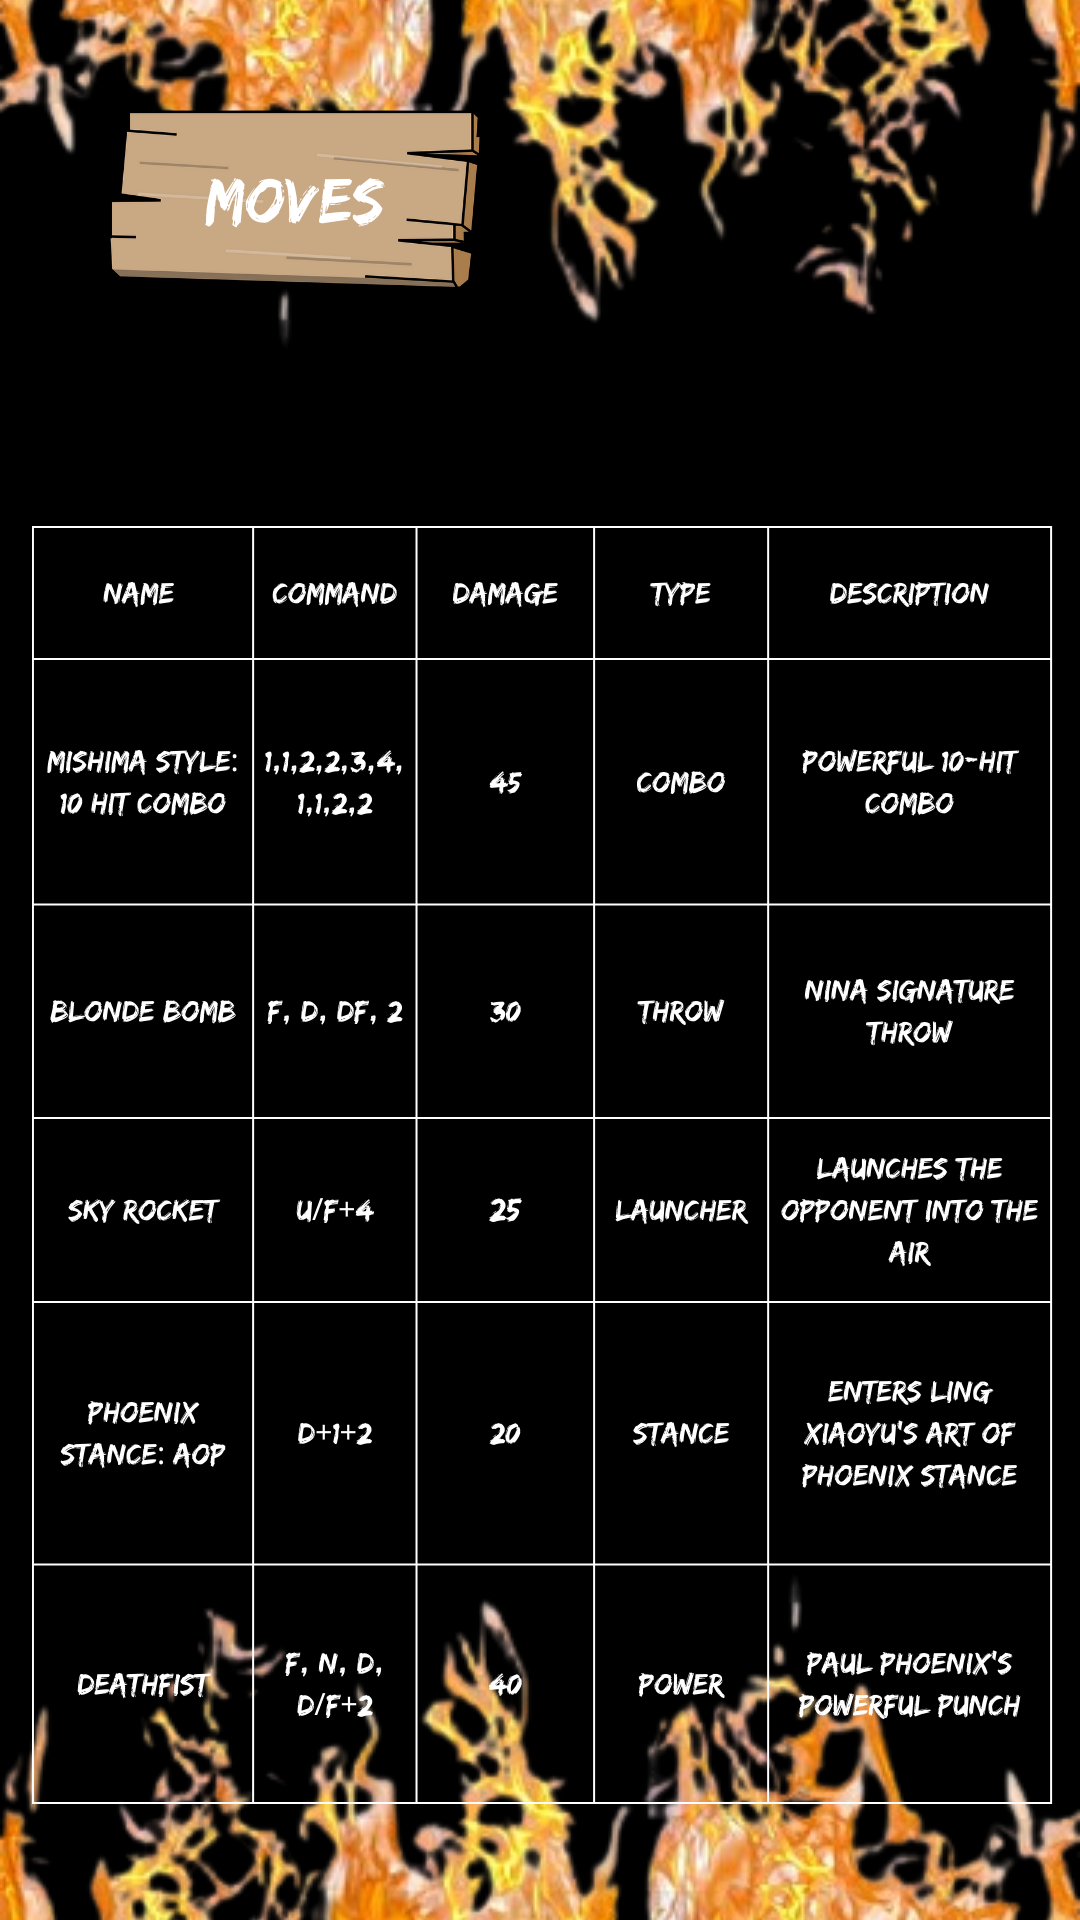 MOVES
NAME COMMAND DAMAGE TYPE DESCRIPTION
MISHIMA STYLE:
10 HIT COMBO
1,1,2,2,3,4,
1,1,2,2
45
COMBO
POWERFUL 10-HIT
COMBO
BLONDE BOMB
F, D, DF, 2
30
THROW
NINA SIGNATURE
THROW
SKY ROCKET
U/F+4
25
LAUNCHER
LAUNCHES THE
OPPONENT INTO THE
AIR
PHOENIX
STANCE: AOP
D+1+2
20
STANCE
ENTERS LING
XIAOYU'S ART OF
PHOENIX STANCE
DEATHFIST
F, N, D,
D/F+2
40
POWER
PAUL PHOENIX'S
POWERFUL PUNCH